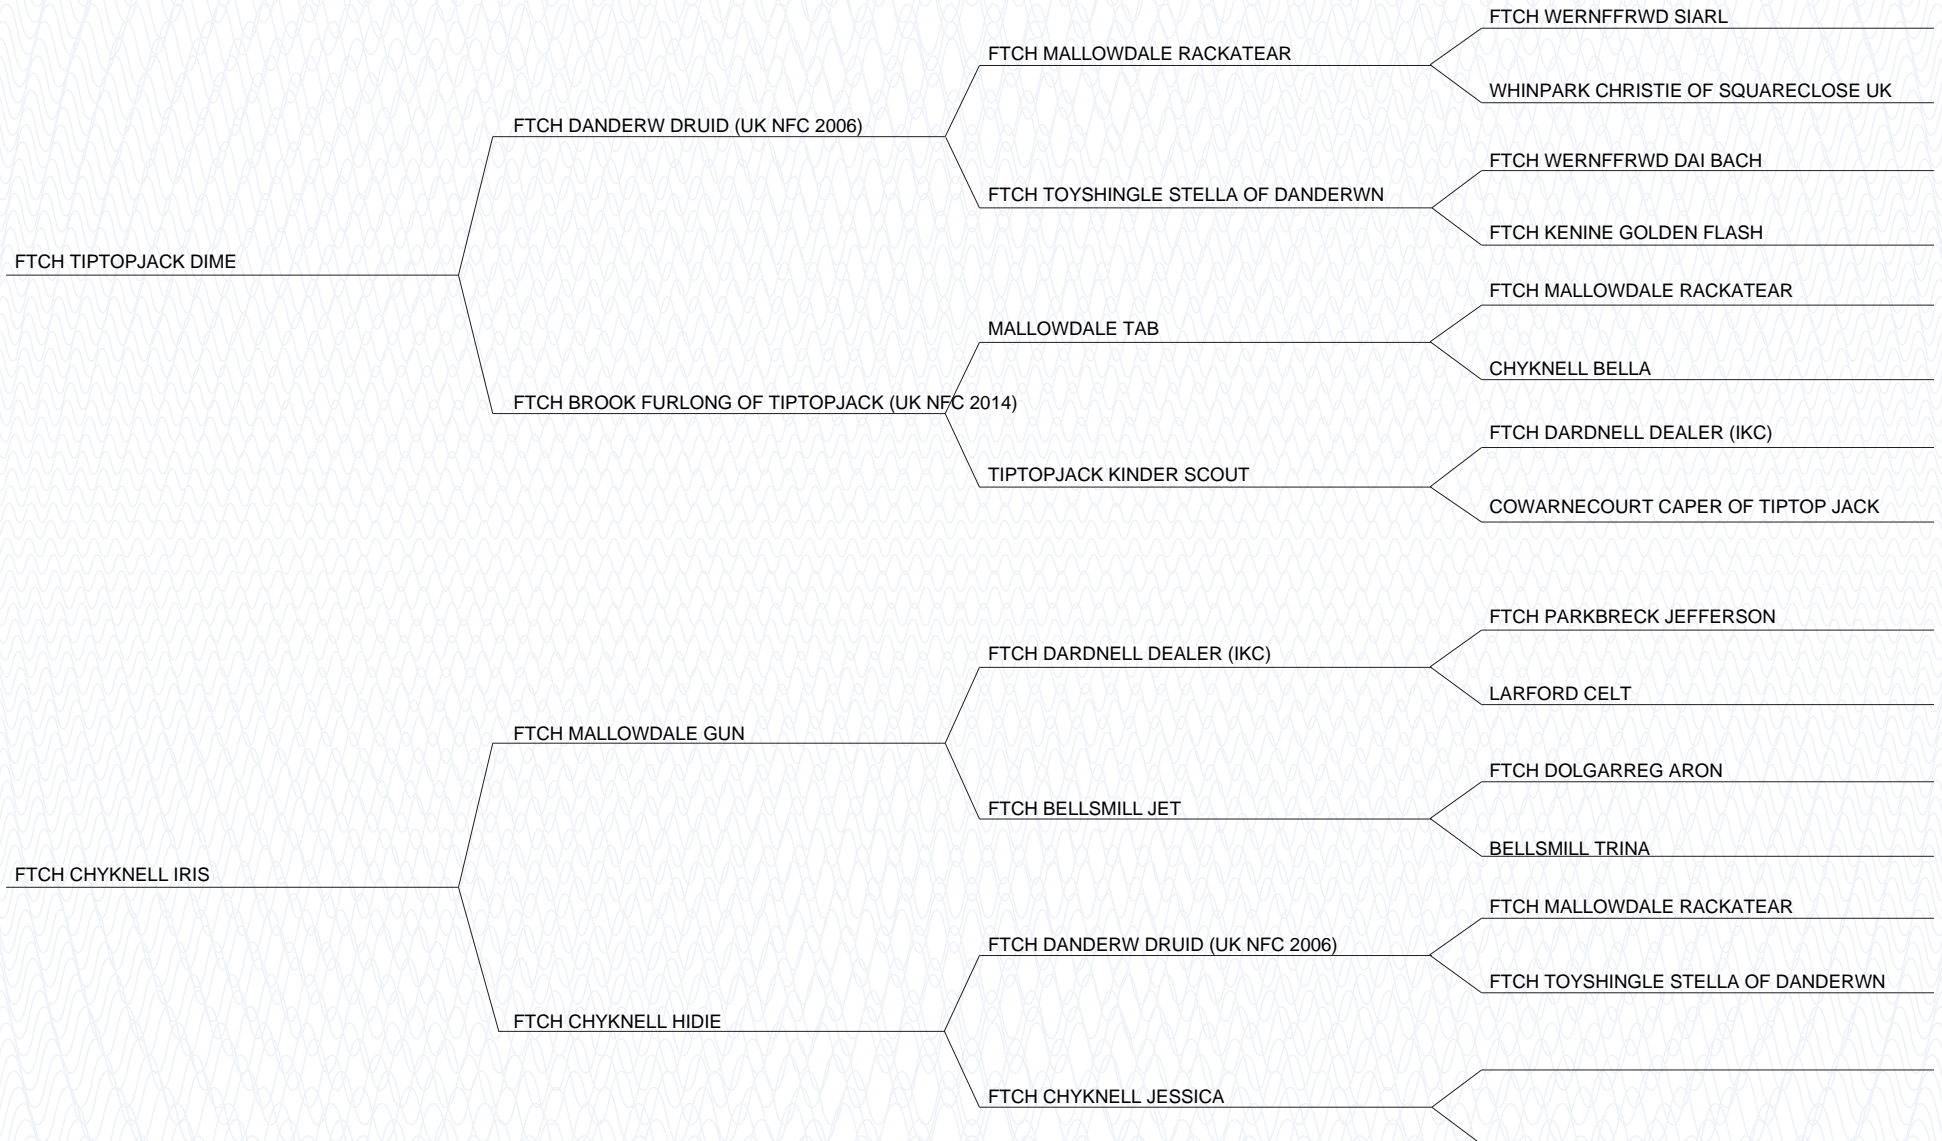 FTCH WERNFFRWD SIARL
FTCH MALLOWDALE RACKATEAR
WHINPARK CHRISTIE OF SQUARECLOSE UK
FTCH DANDERW DRUID (UK NFC 2006)
FTCH WERNFFRWD DAI BACH
FTCH TOYSHINGLE STELLA OF DANDERWN
FTCH KENINE GOLDEN FLASH
FTCH TIPTOPJACK DIME
FTCH MALLOWDALE RACKATEAR
MALLOWDALE TAB
CHYKNELL BELLA
FTCH BROOK FURLONG OF TIPTOPJACK (UK NFC 2014)
FTCH DARDNELL DEALER (IKC)
TIPTOPJACK KINDER SCOUT
COWARNECOURT CAPER OF TIPTOP JACK
FTCH PARKBRECK JEFFERSON
FTCH DARDNELL DEALER (IKC)
LARFORD CELT
FTCH MALLOWDALE GUN
FTCH DOLGARREG ARON
FTCH BELLSMILL JET
BELLSMILL TRINA
FTCH CHYKNELL IRIS
FTCH MALLOWDALE RACKATEAR
FTCH DANDERW DRUID (UK NFC 2006)
FTCH TOYSHINGLE STELLA OF DANDERWN
FTCH CHYKNELL HIDIE
FTCH CHYKNELL JESSICA